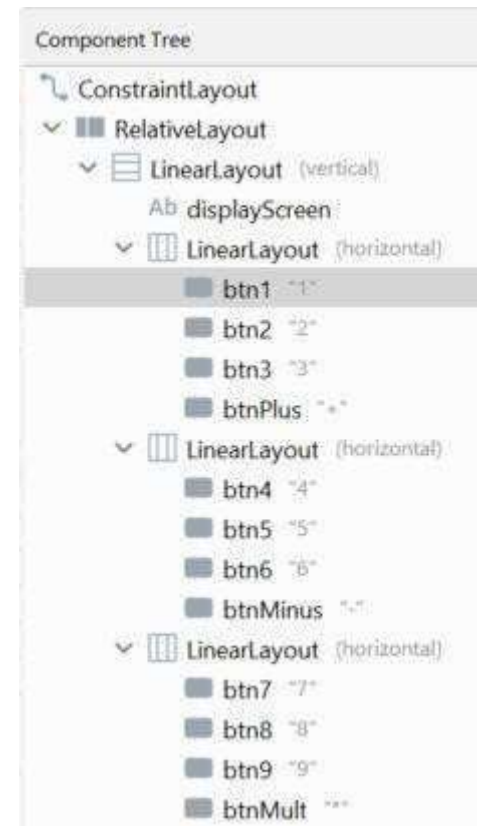 Component Tree
ConstraintLayout
RelativeLayout
LinearLayout (vertical)
Ab displayScreen
LinearLayout (horizontal)
btn1 "1"
btn2 "2"
btn3 "3"
btnPlus "+"
LinearLayout (horizontal)
btn4 "4"
btn5 "5"
btn6 "6"
btnMinus "-"
LinearLayout (horizontal)
btn7 "7"
btn8 "8"
btn9 "9"
btnMult "*"